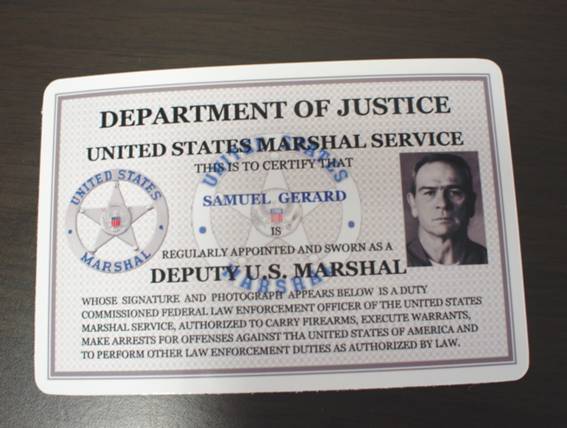 DEPARTMENT OF JUSTICE
UNITED STATES MARSHAL SERVICE
THIS IS TO CERTIFY THAT
SAMUEL GERARD
IS
REGULARLY APPOINTED AND SWORN AS A
DEPUTY U.S. MARSHAL
WHOSE SIGNATURE AND PHOTOGRAPH APPEARS BELOW IS A DUTY
COMMISSIONED FEDERAL LAW ENFORCEMENT OFFICER OF THE UNITED STATES
MARSHAL SERVICE, AUTHORIZED TO CARRY FIREARMS, EXECUTE WARRANTS,
MAKE ARRESTS FOR OFFENSES AGAINST THA UNITED STATES OF AMERICA AND
TO PERFORM OTHER LAW ENFORCEMENT DUTIES AS AUTHORIZED BY LAW.
UNITED STATES
MARSHAL
UNITED STATES
MARSHAL